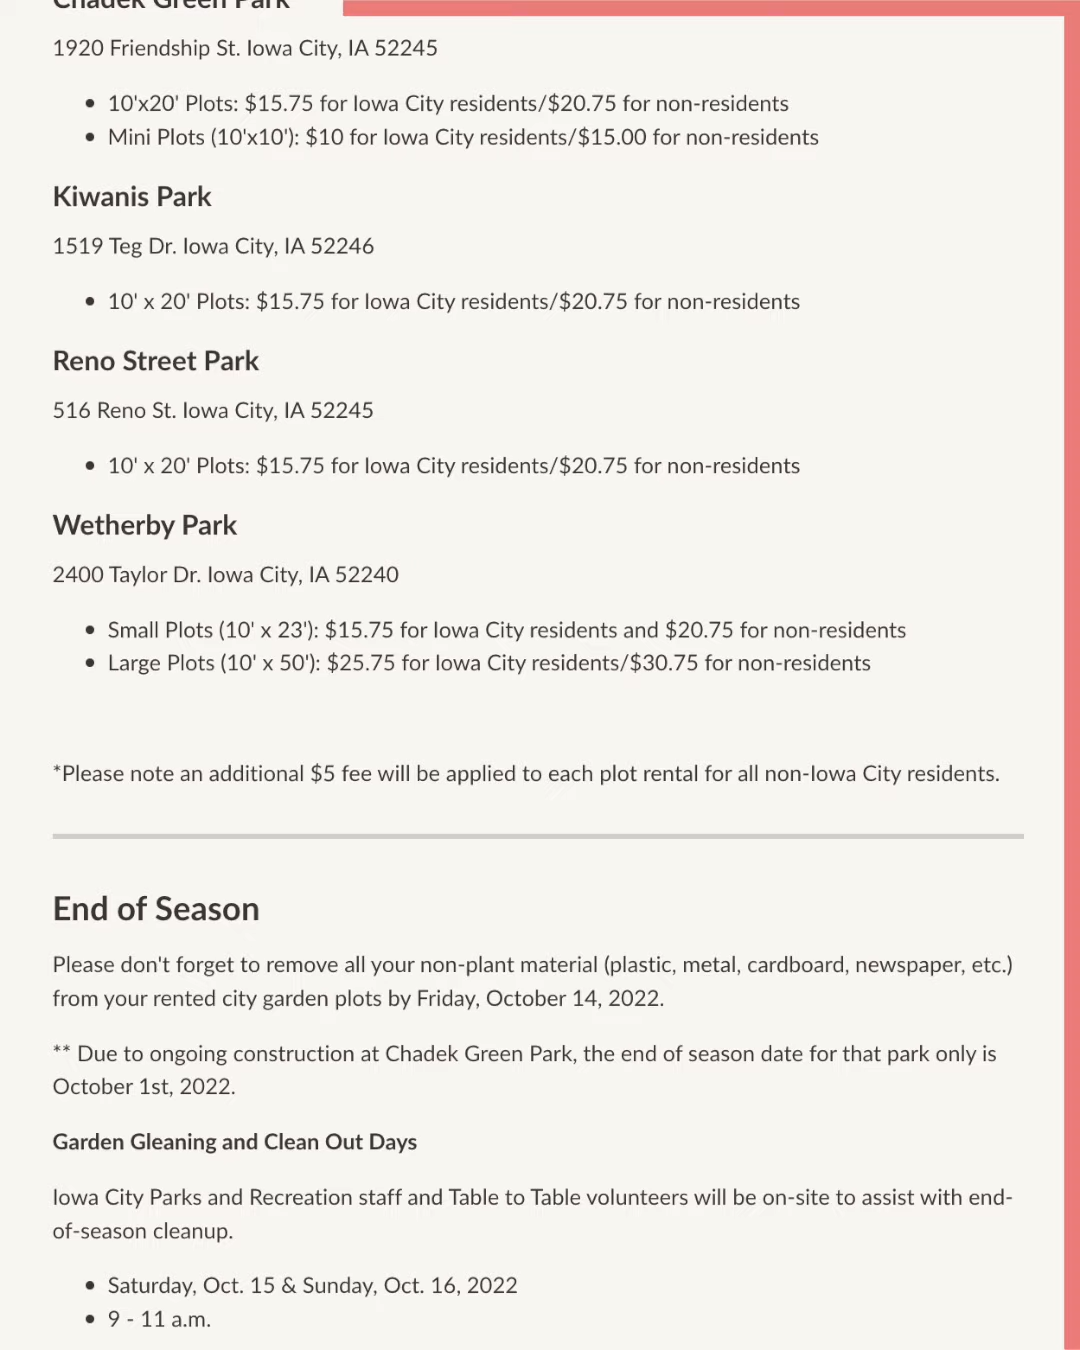 Chadek Green Park
1920 Friendship St. Iowa City, IA 52245
• 10'x20' Plots: $15.75 for Iowa City residents/$20.75 for non-residents
• Mini Plots (10'x10'): $10 for Iowa City residents/$15.00 for non-residents
Kiwanis Park
1519 Teg Dr. Iowa City, IA 52246
• 10' x 20' Plots: $15.75 for Iowa City residents/$20.75 for non-residents
Reno Street Park
516 Reno St. Iowa City, IA 52245
• 10' x 20' Plots: $15.75 for Iowa City residents/$20.75 for non-residents
Wetherby Park
2400 Taylor Dr. Iowa City, IA 52240
• Small Plots (10' x 23'): $15.75 for Iowa City residents and $20.75 for non-residents
• Large Plots (10' x 50'): $25.75 for Iowa City residents/$30.75 for non-residents
*Please note an additional $5 fee will be applied to each plot rental for all non-Iowa City residents.
End of Season
Please don't forget to remove all your non-plant material (plastic, metal, cardboard, newspaper, etc.)
from your rented city garden plots by Friday, October 14, 2022.
** Due to ongoing construction at Chadek Green Park, the end of season date for that park only is
October 1st, 2022.
Garden Gleaning and Clean Out Days
Iowa City Parks and Recreation staff and Table to Table volunteers will be on-site to assist with end-
of-season cleanup.
• Saturday, Oct. 15 & Sunday, Oct. 16, 2022
• 9 - 11 a.m.